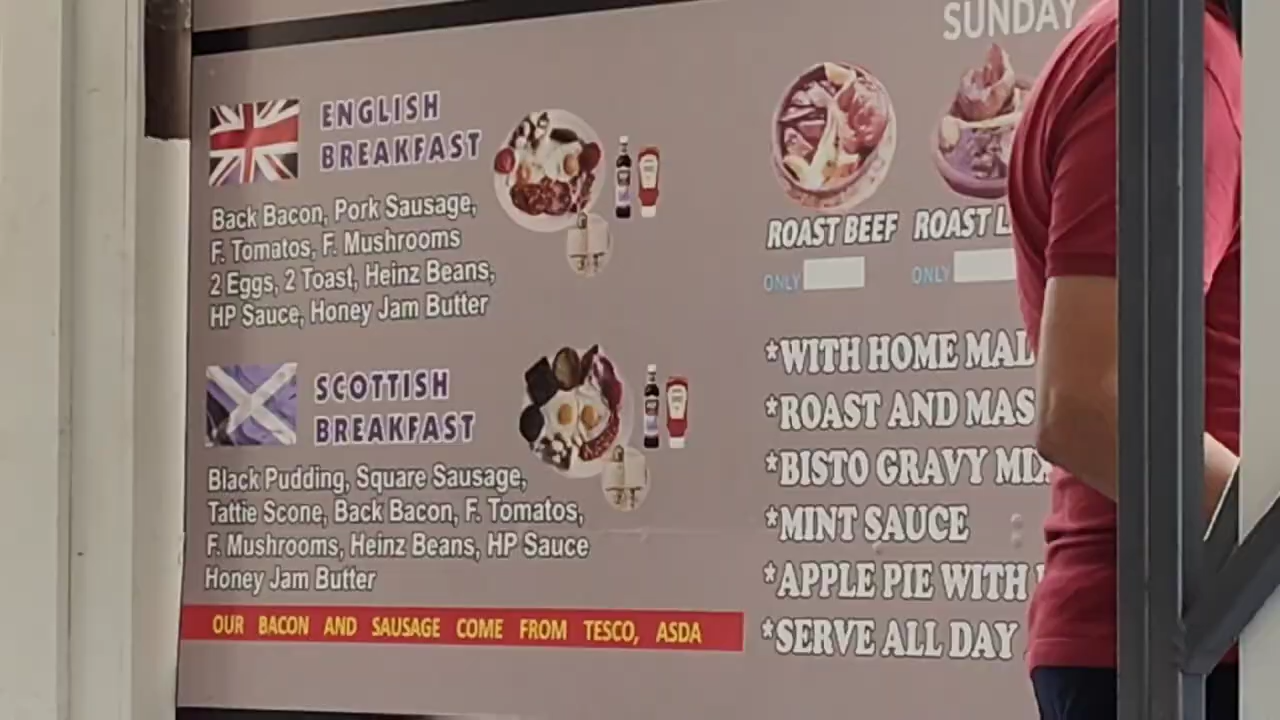 SUNDAY
ENGLISH
BREAKFAST
Back Bacon, Pork Sausage,
F. Tomatos, F. Mushrooms
2 Eggs, 2 Toast, Heinz Beans,
HP Sauce, Honey Jam Butter
SCOTTISH
BREAKFAST
Black Pudding, Square Sausage,
Tattie Scone, Back Bacon, F. Tomatos,
F. Mushrooms, Heinz Beans, HP Sauce
Honey Jam Butter
OUR BACON AND SAUSAGE COME FROM TESCO, ASDA
ROAST BEEF
ONLY
ROAST
ONLY
*WITH HOME
*ROAST AND
*BISTO GRAVY
*MINT SAUCE
*APPLE PIE WITH
*SERVE ALL DAY